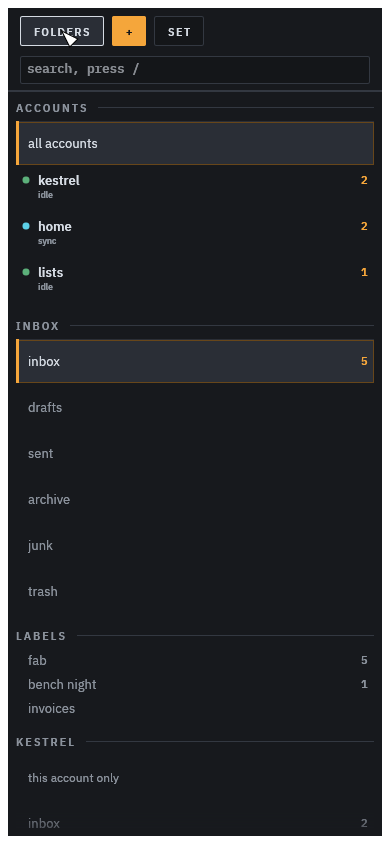 FOLDERS + SET
search, press /
ACCOUNTS
all accounts
kestrel 2
idle
home 2
sync
lists 1
idle
INBOX
inbox 5
drafts
sent
archive
junk
trash
LABELS
fab 5
bench night 1
invoices
KESTREL
this account only
inbox 2